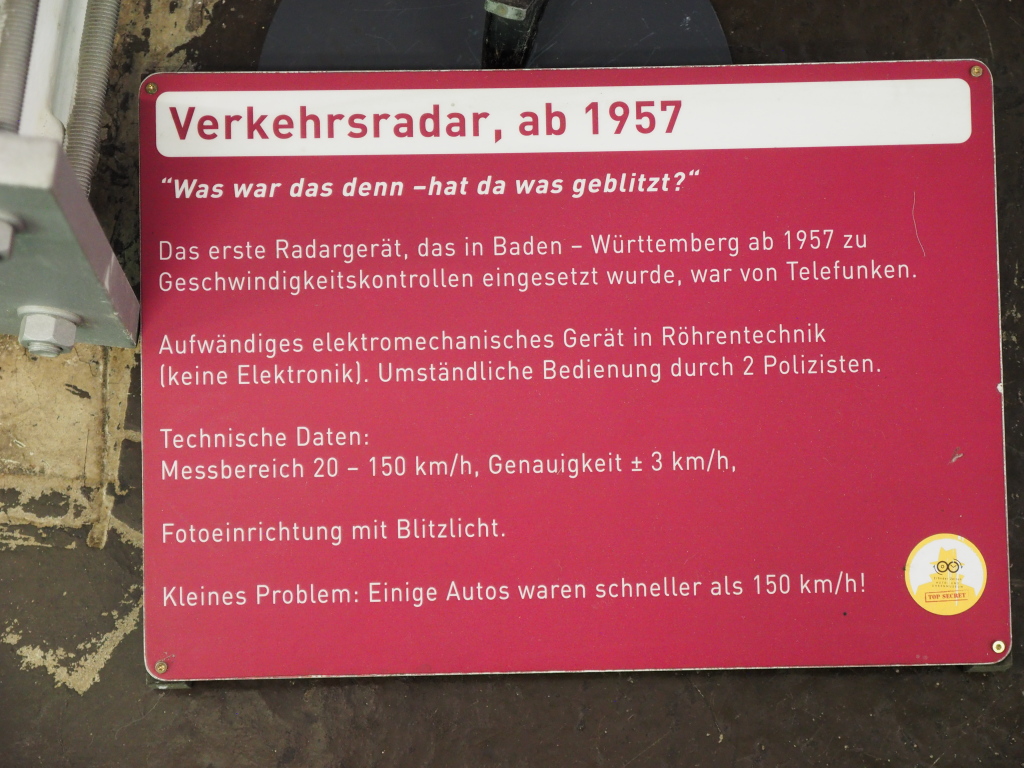 Verkehrsradar, ab 1957
“Was war das denn –hat da was geblitzt?“
Das erste Radargerät, das in Baden – Württemberg ab 1957 zu
Geschwindigkeitskontrollen eingesetzt wurde, war von Telefunken.
Aufwändiges elektromechanisches Gerät in Röhrentechnik
(keine Elektronik). Umständliche Bedienung durch 2 Polizisten.
Technische Daten:
Messbereich 20 – 150 km/h, Genauigkeit ± 3 km/h,
Fotoeinrichtung mit Blitzlicht.
Kleines Problem: Einige Autos waren schneller als 150 km/h!
TOP SECRET